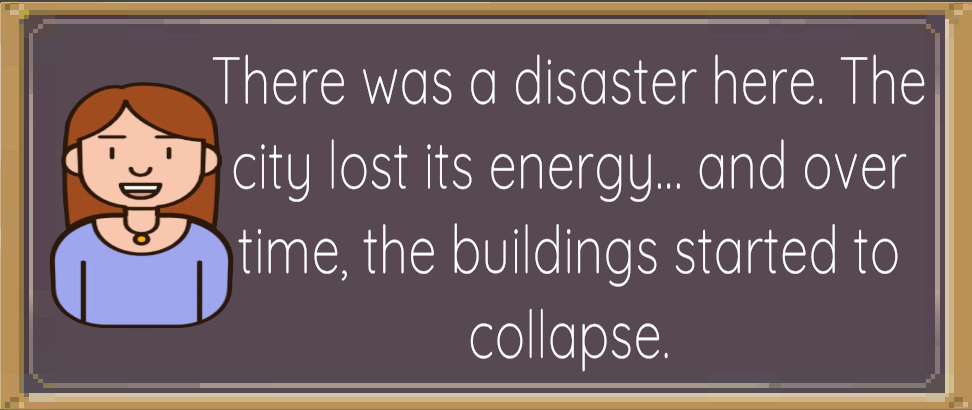 There was a disaster here. The
city lost its energy... and over
time, the buildings started to
collapse.